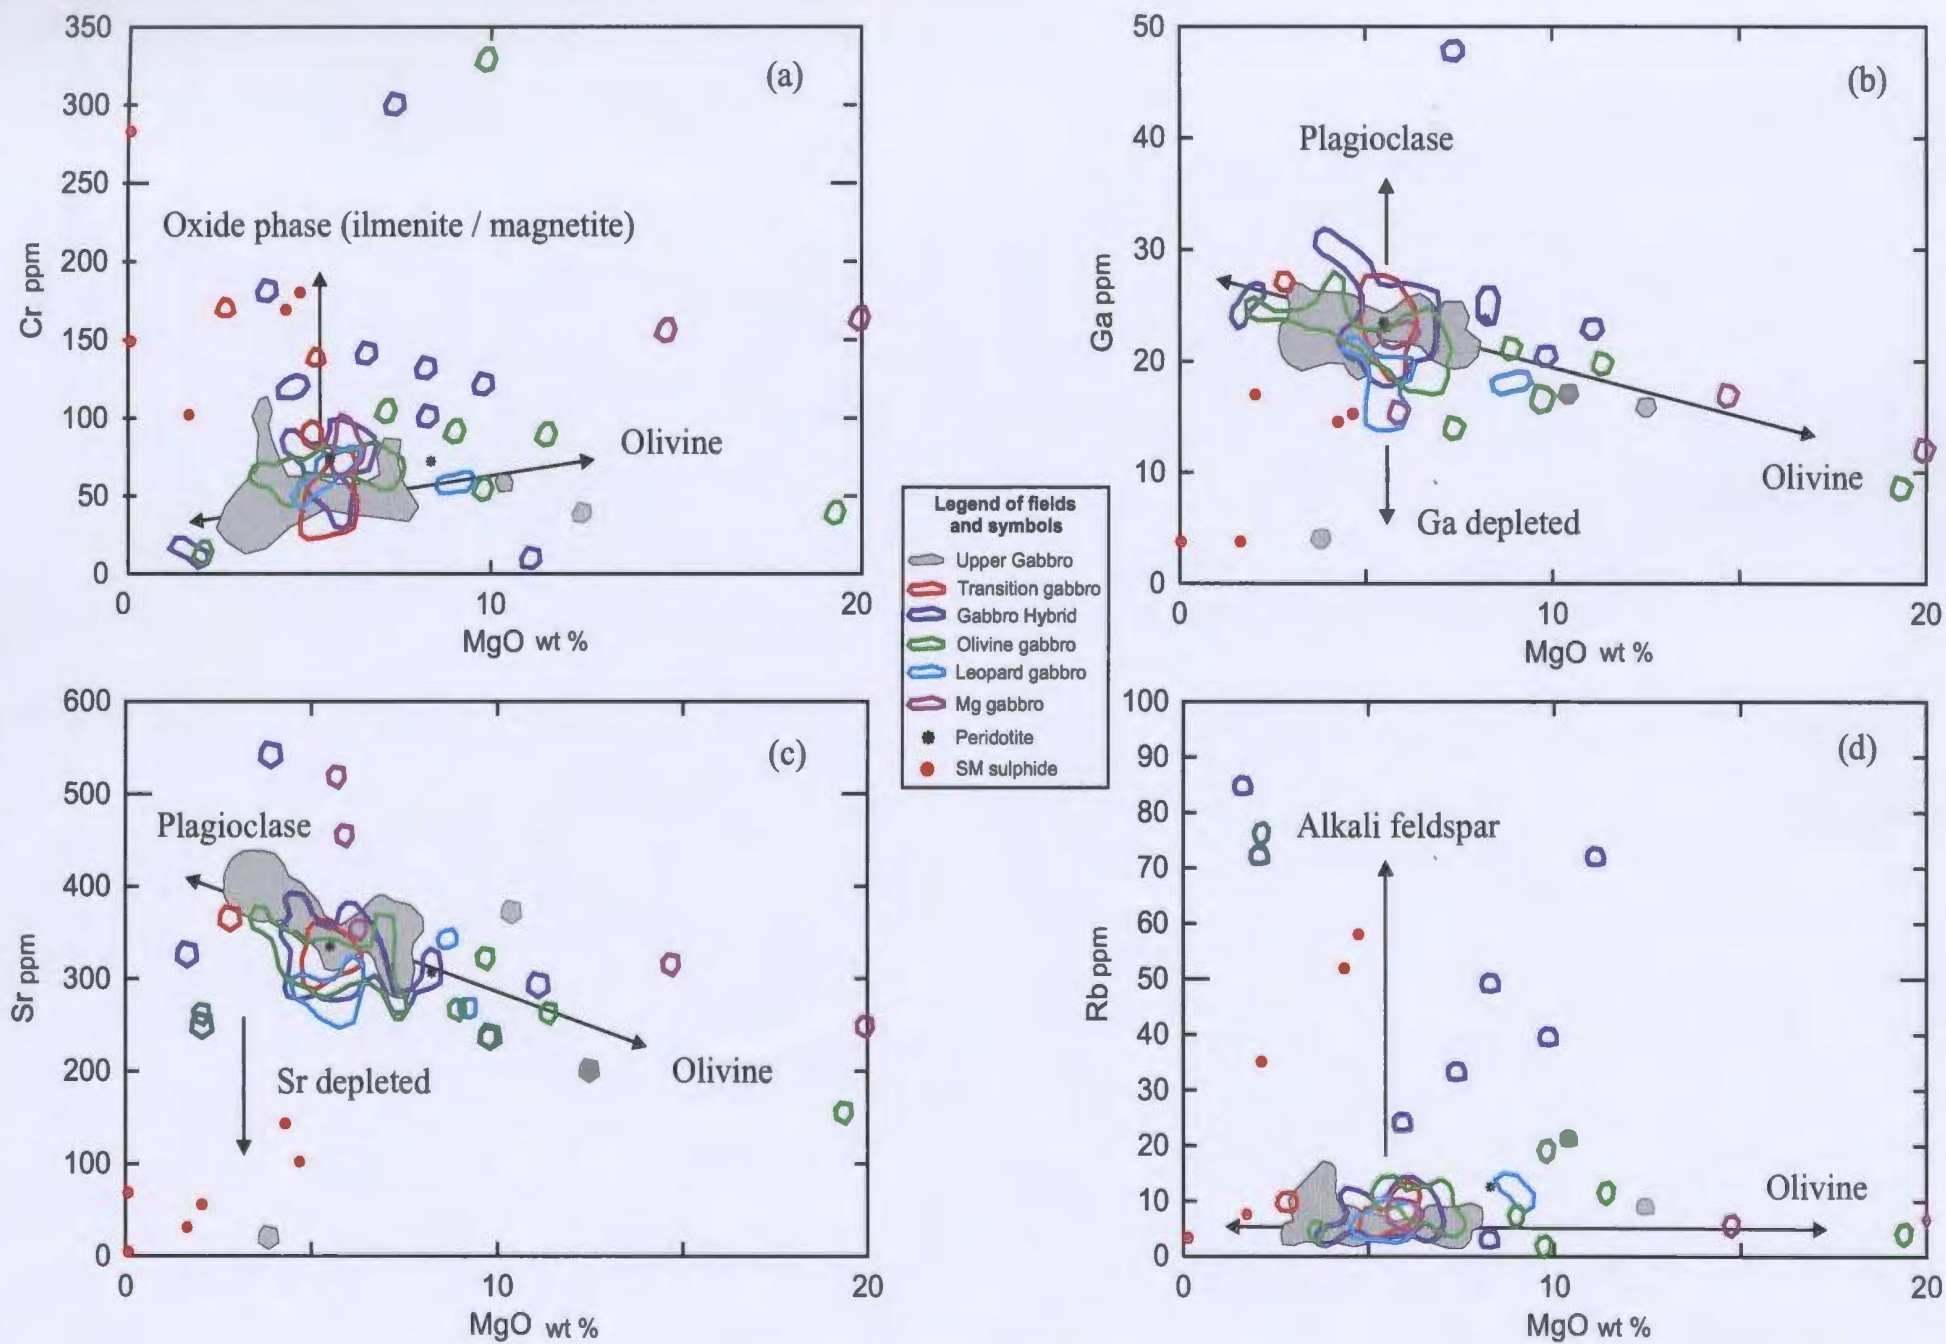 350
300
250
200
150
100
50
0
Cr ppm
(a)
Oxide phase (ilmenite / magnetite)
Olivine
0
10
20
MgO wt %
50
40
30
20
10
0
Ga ppm
(b)
Plagioclase
Olivine
Ga depleted
0
10
20
MgO wt %
Legend of fields
and symbols
Upper Gabbro
Transition gabbro
Gabbro Hybrid
Olivine gabbro
Leopard gabbro
Mg gabbro
Peridotite
SM sulphide
600
500
400
300
200
100
0
Sr ppm
(c)
Plagioclase
Sr depleted
Olivine
0
10
20
MgO wt %
100
90
80
70
60
50
40
30
20
10
0
Rb ppm
(d)
Alkali feldspar
Olivine
0
10
20
MgO wt %